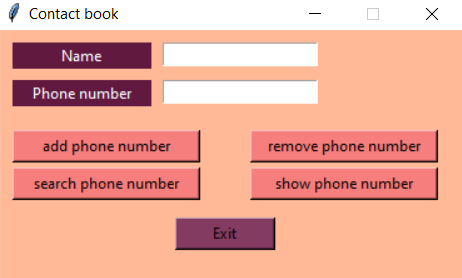 Contact book
Name
Phone number
add phone number
remove phone number
search phone number
show phone number
Exit